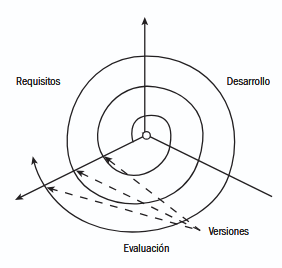 Requisitos
Desarrollo
Versiones
Evaluación